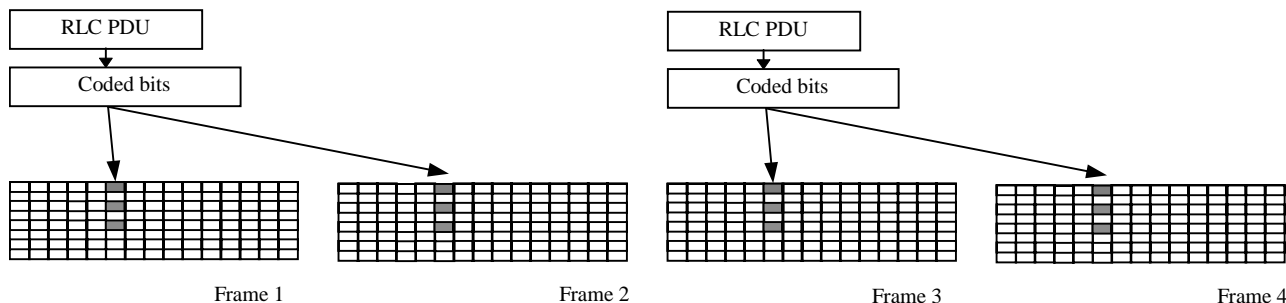 RLC PDU
Coded bits
RLC PDU
Coded bits
Frame 1
Frame 2
Frame 3
Frame 4